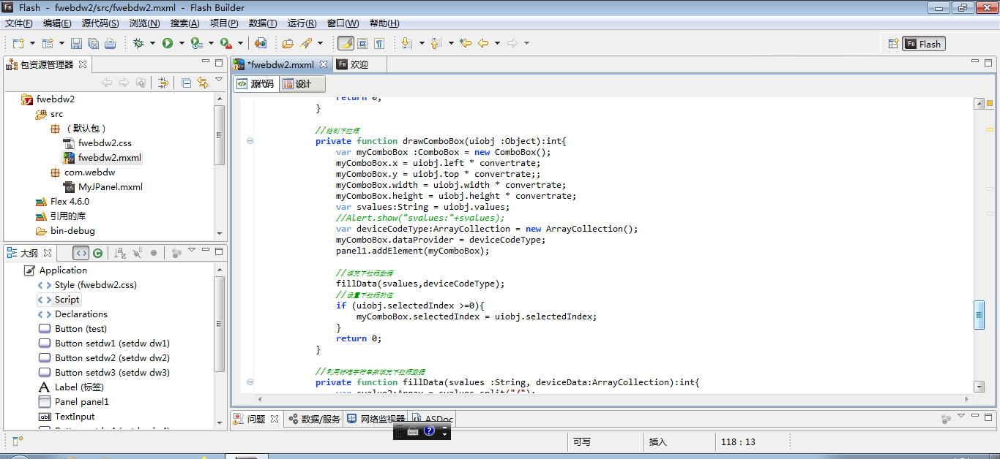 Flash - fwebdw2/src/fwebdw2.mxml - Flash Builder
文件(F) 编辑(E) 源代码(S) 浏览(N) 搜索(A) 项目(P) 数据(T) 运行(R) 窗口(W) 帮助(H)
Fb Flash
包资源管理器
fwebdw2
src
（默认包）
fwebdw2.css
fwebdw2.mxml
com.webdw
MyJPanel.mxml
Flex 4.6.0
引用的库
bin-debug
大纲
Application
Style (fwebdw2.css)
Script
Declarations
Button (test)
Button setdw1 (setdw dw1)
Button setdw2 (setdw dw2)
Button setdw3 (setdw dw3)
Label (标签)
Panel panel1
TextInput
*fwebdw2.mxml
Fb 欢迎
源代码 设计
return 0;
}
//绘制下拉框
private function drawComboBox(uiobj :Object):int{
var myComboBox :ComboBox = new ComboBox();
myComboBox.x = uiobj.left * convertrate;
myComboBox.y = uiobj.top * convertrate;;
myComboBox.width = uiobj.width * convertrate;
myComboBox.height = uiobj.height * convertrate;
var svalues:String = uiobj.values;
//Alert.show("svalues:"+svalues);
var deviceCodeType:ArrayCollection = new ArrayCollection();
myComboBox.dataProvider = deviceCodeType;
panel1.addElement(myComboBox);
//填充下拉框数据
fillData(svalues,deviceCodeType);
//设置下拉框的值
if (uiobj.selectedIndex >=0){
myComboBox.selectedIndex = uiobj.selectedIndex;
}
return 0;
}
//利用标准字符串来填充下拉框数据
private function fillData(svalues :String, deviceData:ArrayCollection):int{
var svalue2:Array = svalues.split("/");
问题 数据/服务 网络监视器 ASDoc
可写 插入 118 : 13